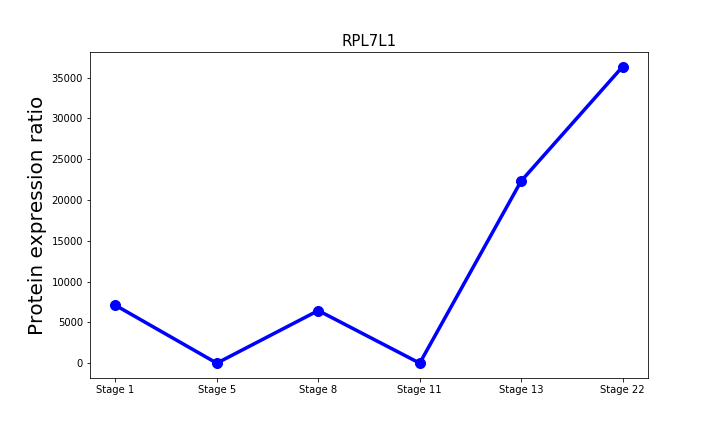 RPL7L1
Protein expression ratio
35000
30000
25000
20000
15000
10000
5000
0
Stage 1 Stage 5 Stage 8 Stage 11 Stage 13 Stage 22